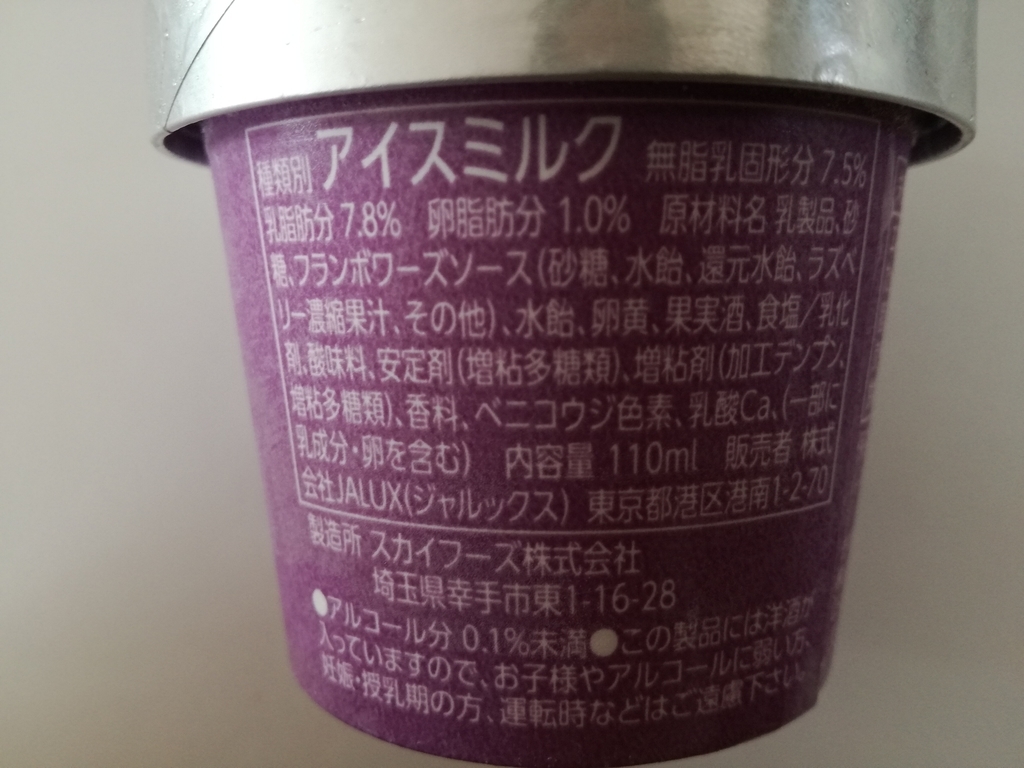 種類別 アイスミルク 無脂乳固形分 7.5%
乳脂肪分 7.8% 卵脂肪分 1.0% 原材料名 乳製品、砂
糖、フランボワーズソース(砂糖、水飴、還元水飴、ラズベ
リー濃縮果汁、その他)、水飴、卵黄、果実酒、食塩/乳化
剤、酸味料、安定剤(増粘多糖類)、増粘剤(加工デンプン、
増粘多糖類)、香料、ベニコウジ色素、乳酸Ca、(一部に
乳成分・卵を含む) 内容量 110ml 販売者 株式
会社JALUX(ジャルックス) 東京都港区港南1-2-70
製造所 スカイフーズ株式会社
埼玉県幸手市東1-16-28
●アルコール分 0.1%未満●この製品には洋酒が
入っていますので、お子様やアルコールに弱い方、
妊娠・授乳期の方、運転時などはご遠慮下さい。